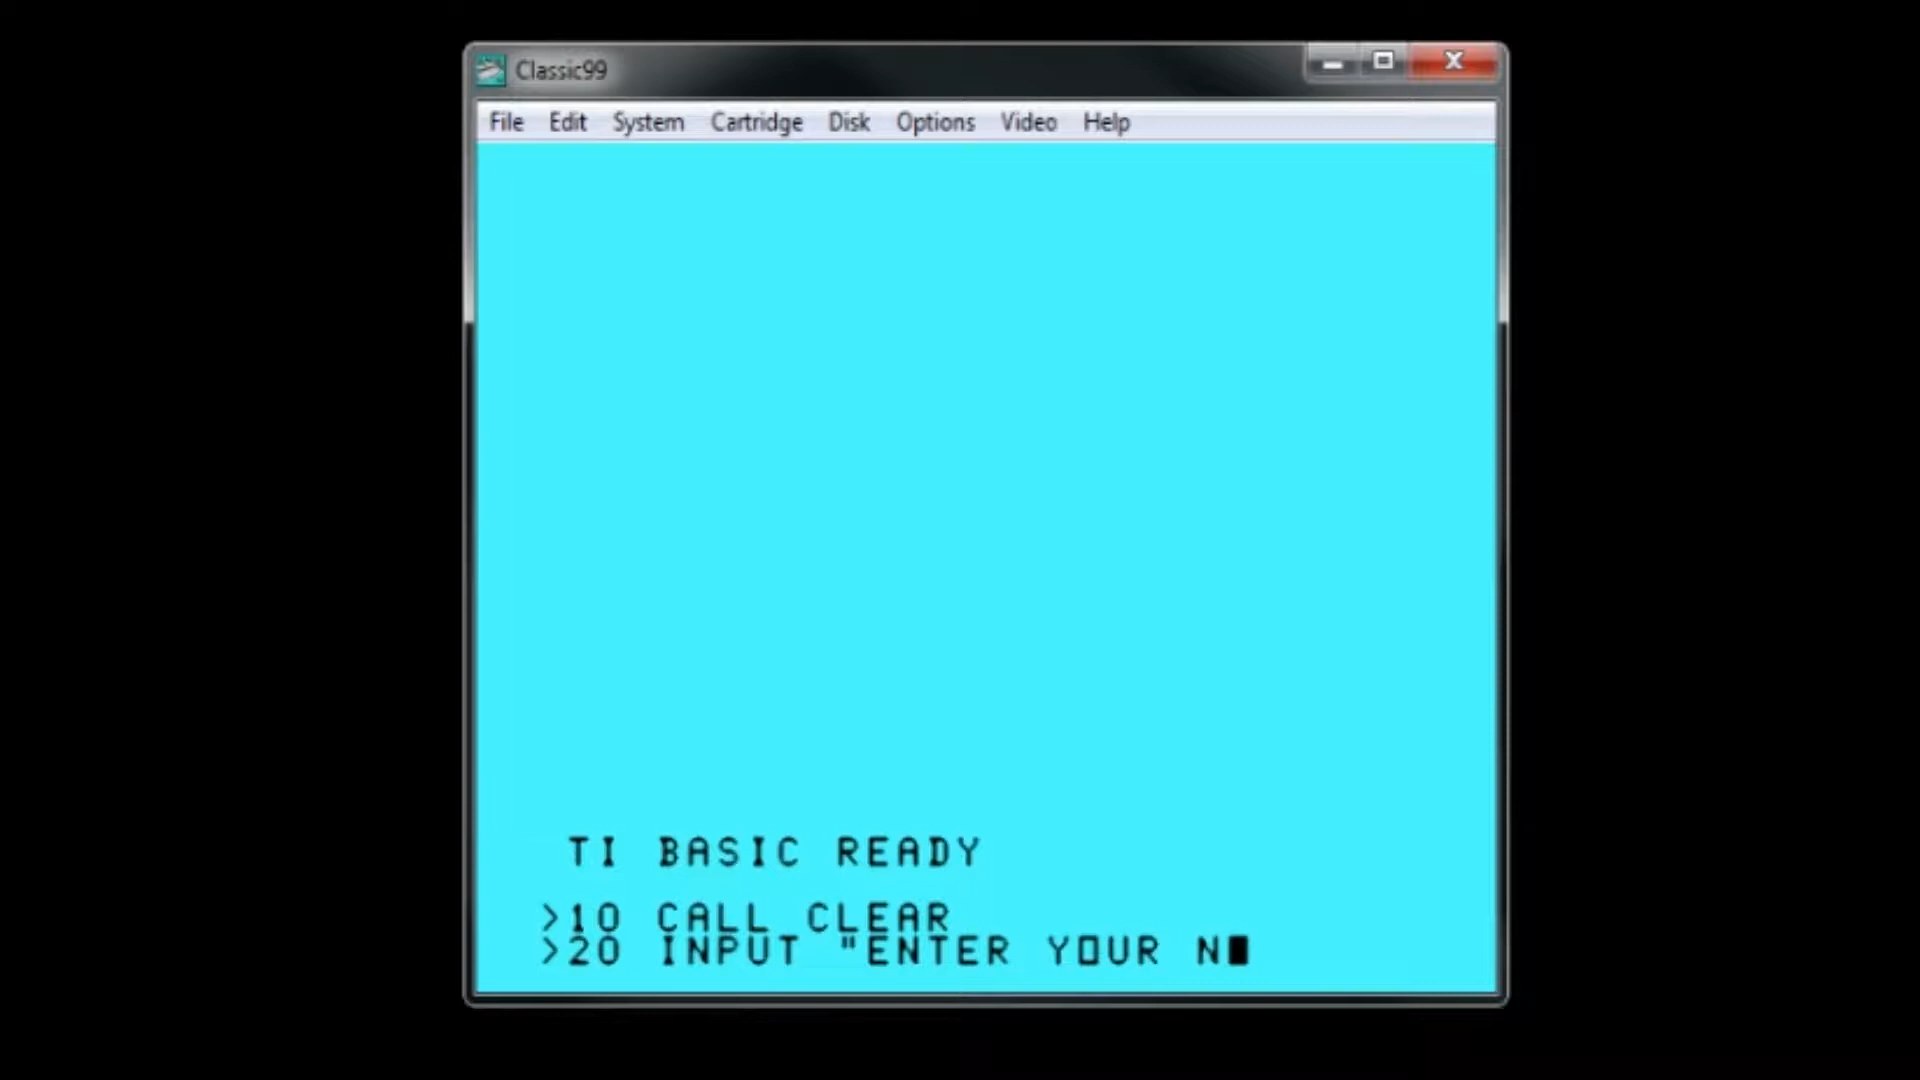 Classic99
File Edit System Cartridge Disk Options Video Help
TI BASIC READY
>10 CALL CLEAR
>20 INPUT "ENTER YOUR N